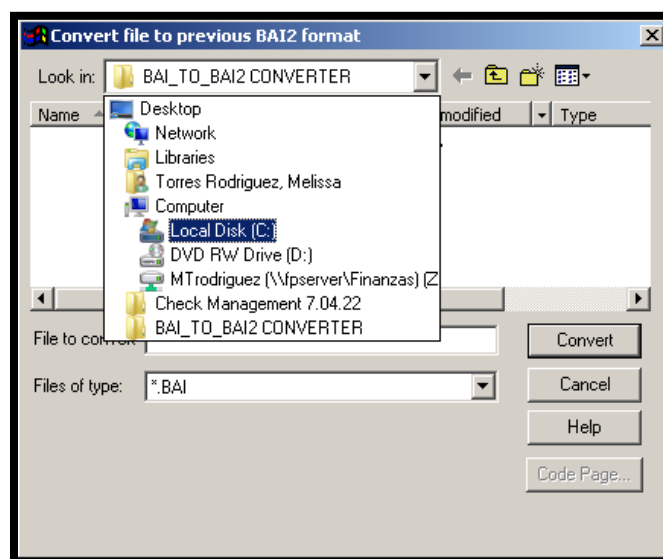 Convert file to previous BAI2 format
Look in: BAI_TO_BAI2 CONVERTER
Name modified Type
Desktop
Network
Libraries
Torres Rodriguez, Melissa
Computer
Local Disk (C:)
DVD RW Drive (D:)
MTrodriguez (\\fpserver\Finanzas) (Z
Check Management 7.04.22
BAI_TO_BAI2 CONVERTER
File to Convert
Files of type: *.BAI
Cancel
Help
Code Page...